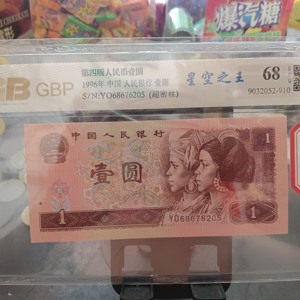 爆汽糖
GBP
第四版人民币壹圆
1996年 中国人民银行 壹圆
S/N:YO68676205 (超密丝)
星空之王
68
9032052-910
中国人民银行
壹圆
1
1
YO68676205